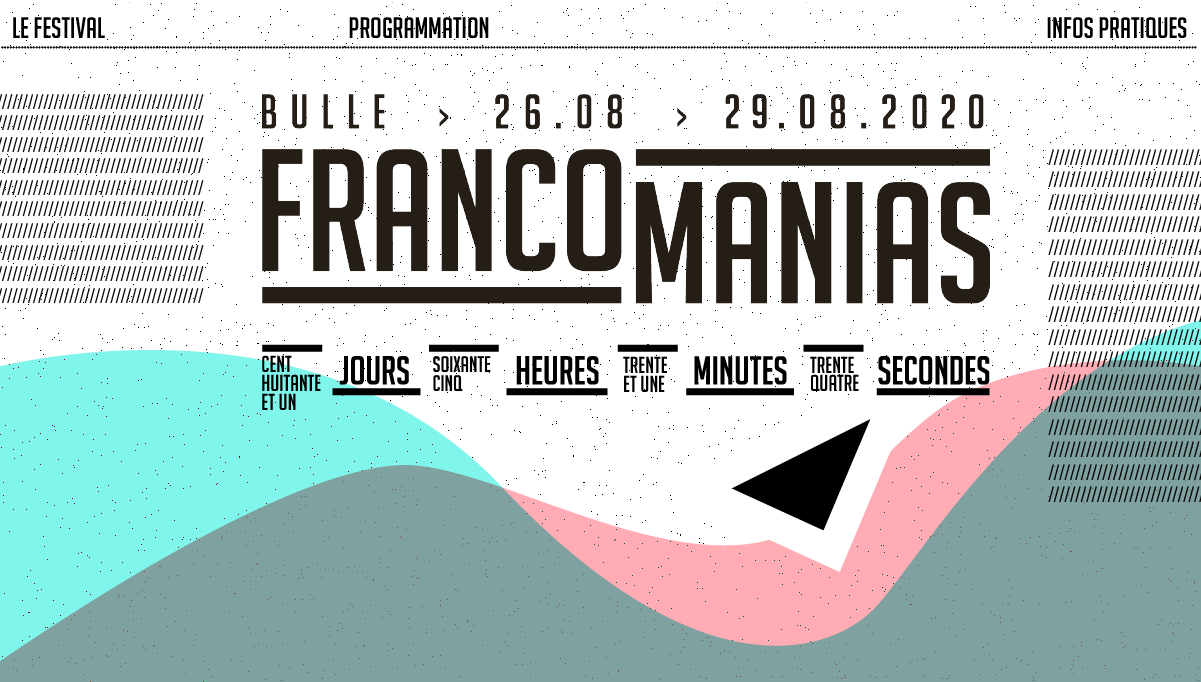 LE FESTIVAL PROGRAMMATION INFOS PRATIQUES
BULLE > 26.08 > 29.08.2020
FRANCOMANIAS
CENT HUITANTE ET UN JOURS SOIXANTE CINQ HEURES TRENTE ET UNE MINUTES TRENTE QUATRE SECONDES